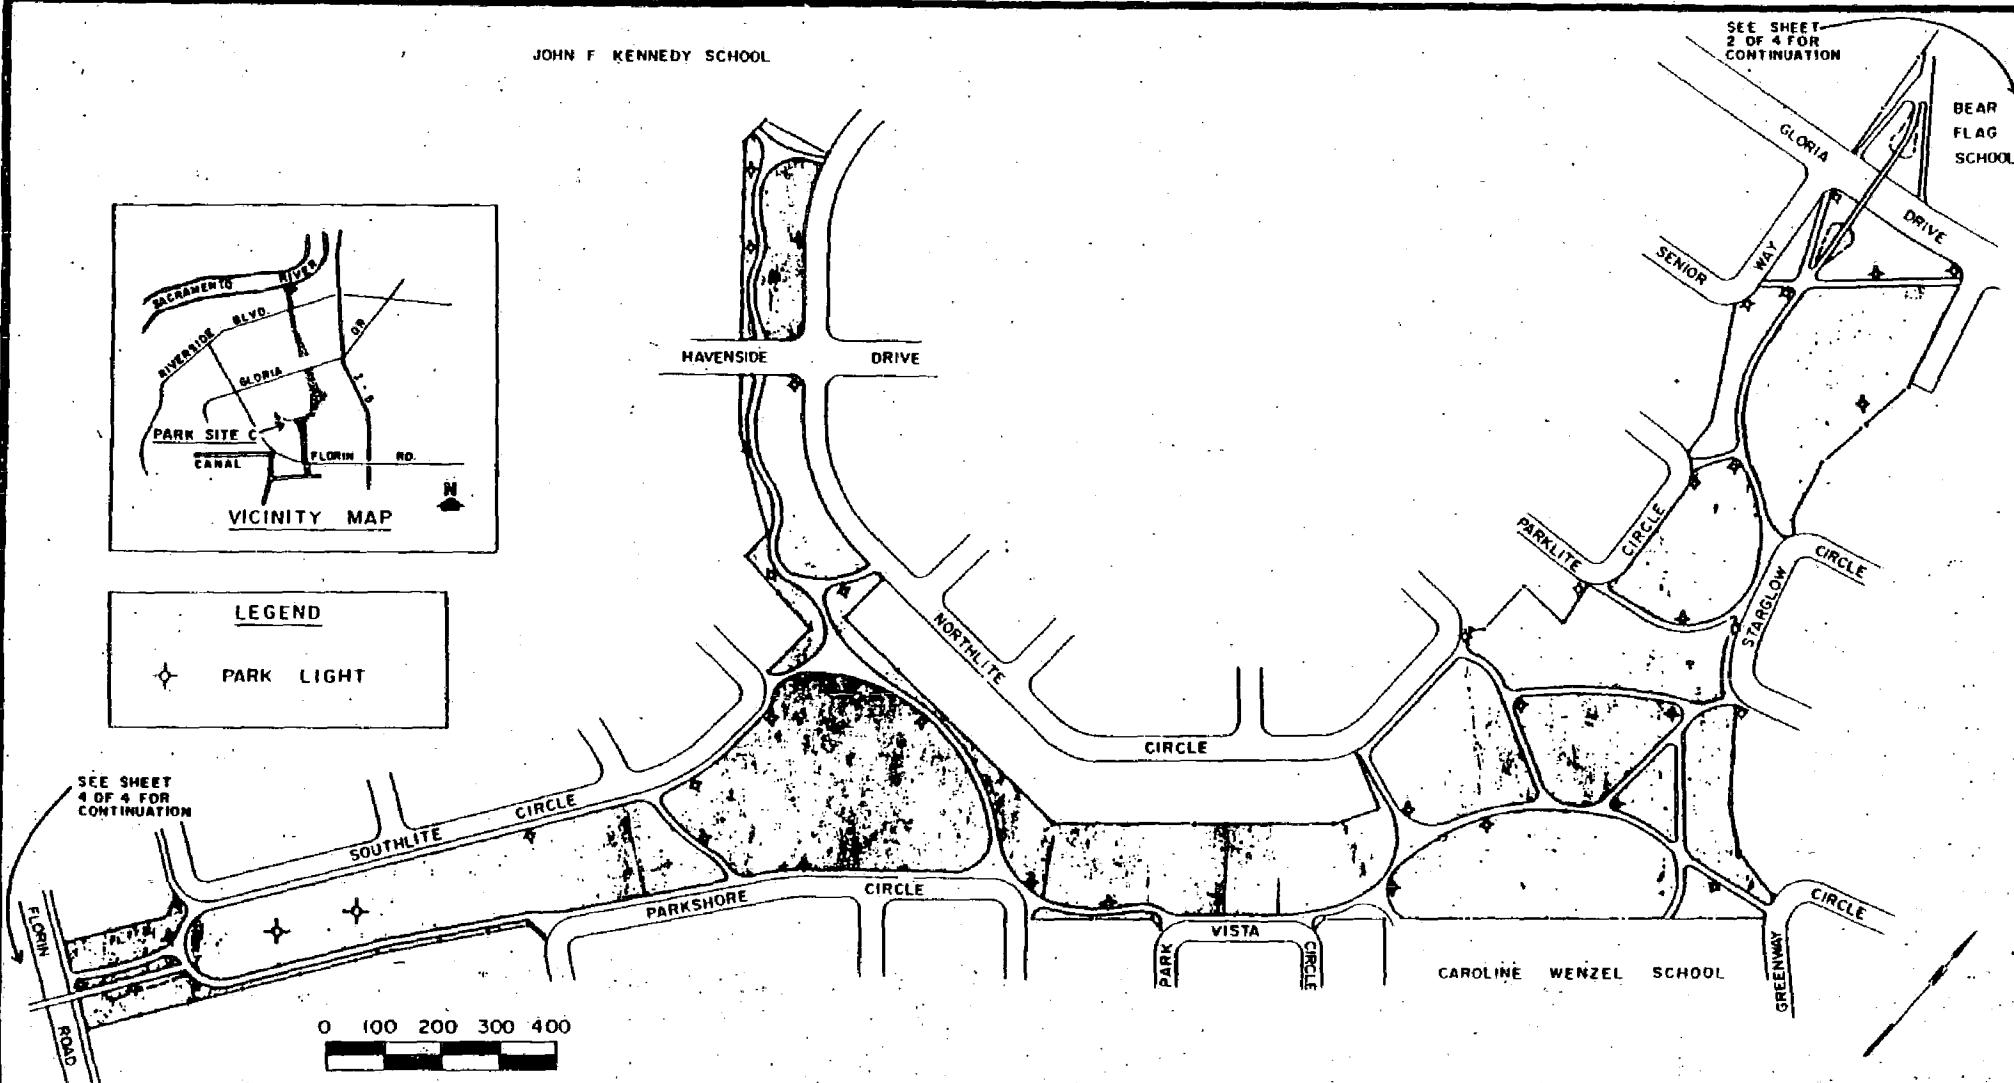 JOHN F KENNEDY SCHOOL
SEE SHEET
2 OF 4 FOR
CONTINUATION
BEAR
FLAG
SCHOOL
GLORIA
DRIVE
SENIOR
WAY
SACRAMENTO
RIVER
RIVERSIDE
BLVD.
GLORIA
DR
I-5
PARK SITE C
CANAL
FLORIN RD.
N
VICINITY MAP
HAVENSIDE DRIVE
LEGEND
PARK LIGHT
PARKLITE
CIRCLE
CIRCLE
STARGLOW
NORTHLITE
CIRCLE
SEE SHEET
4 OF 4 FOR
CONTINUATION
SOUTHLITE
CIRCLE
PARKSHORE
CIRCLE
FLORIN
ROAD
PARK
VISTA
CIRCLE
CAROLINE WENZEL SCHOOL
GREENWAY
CIRCLE
0 100 200 300 400